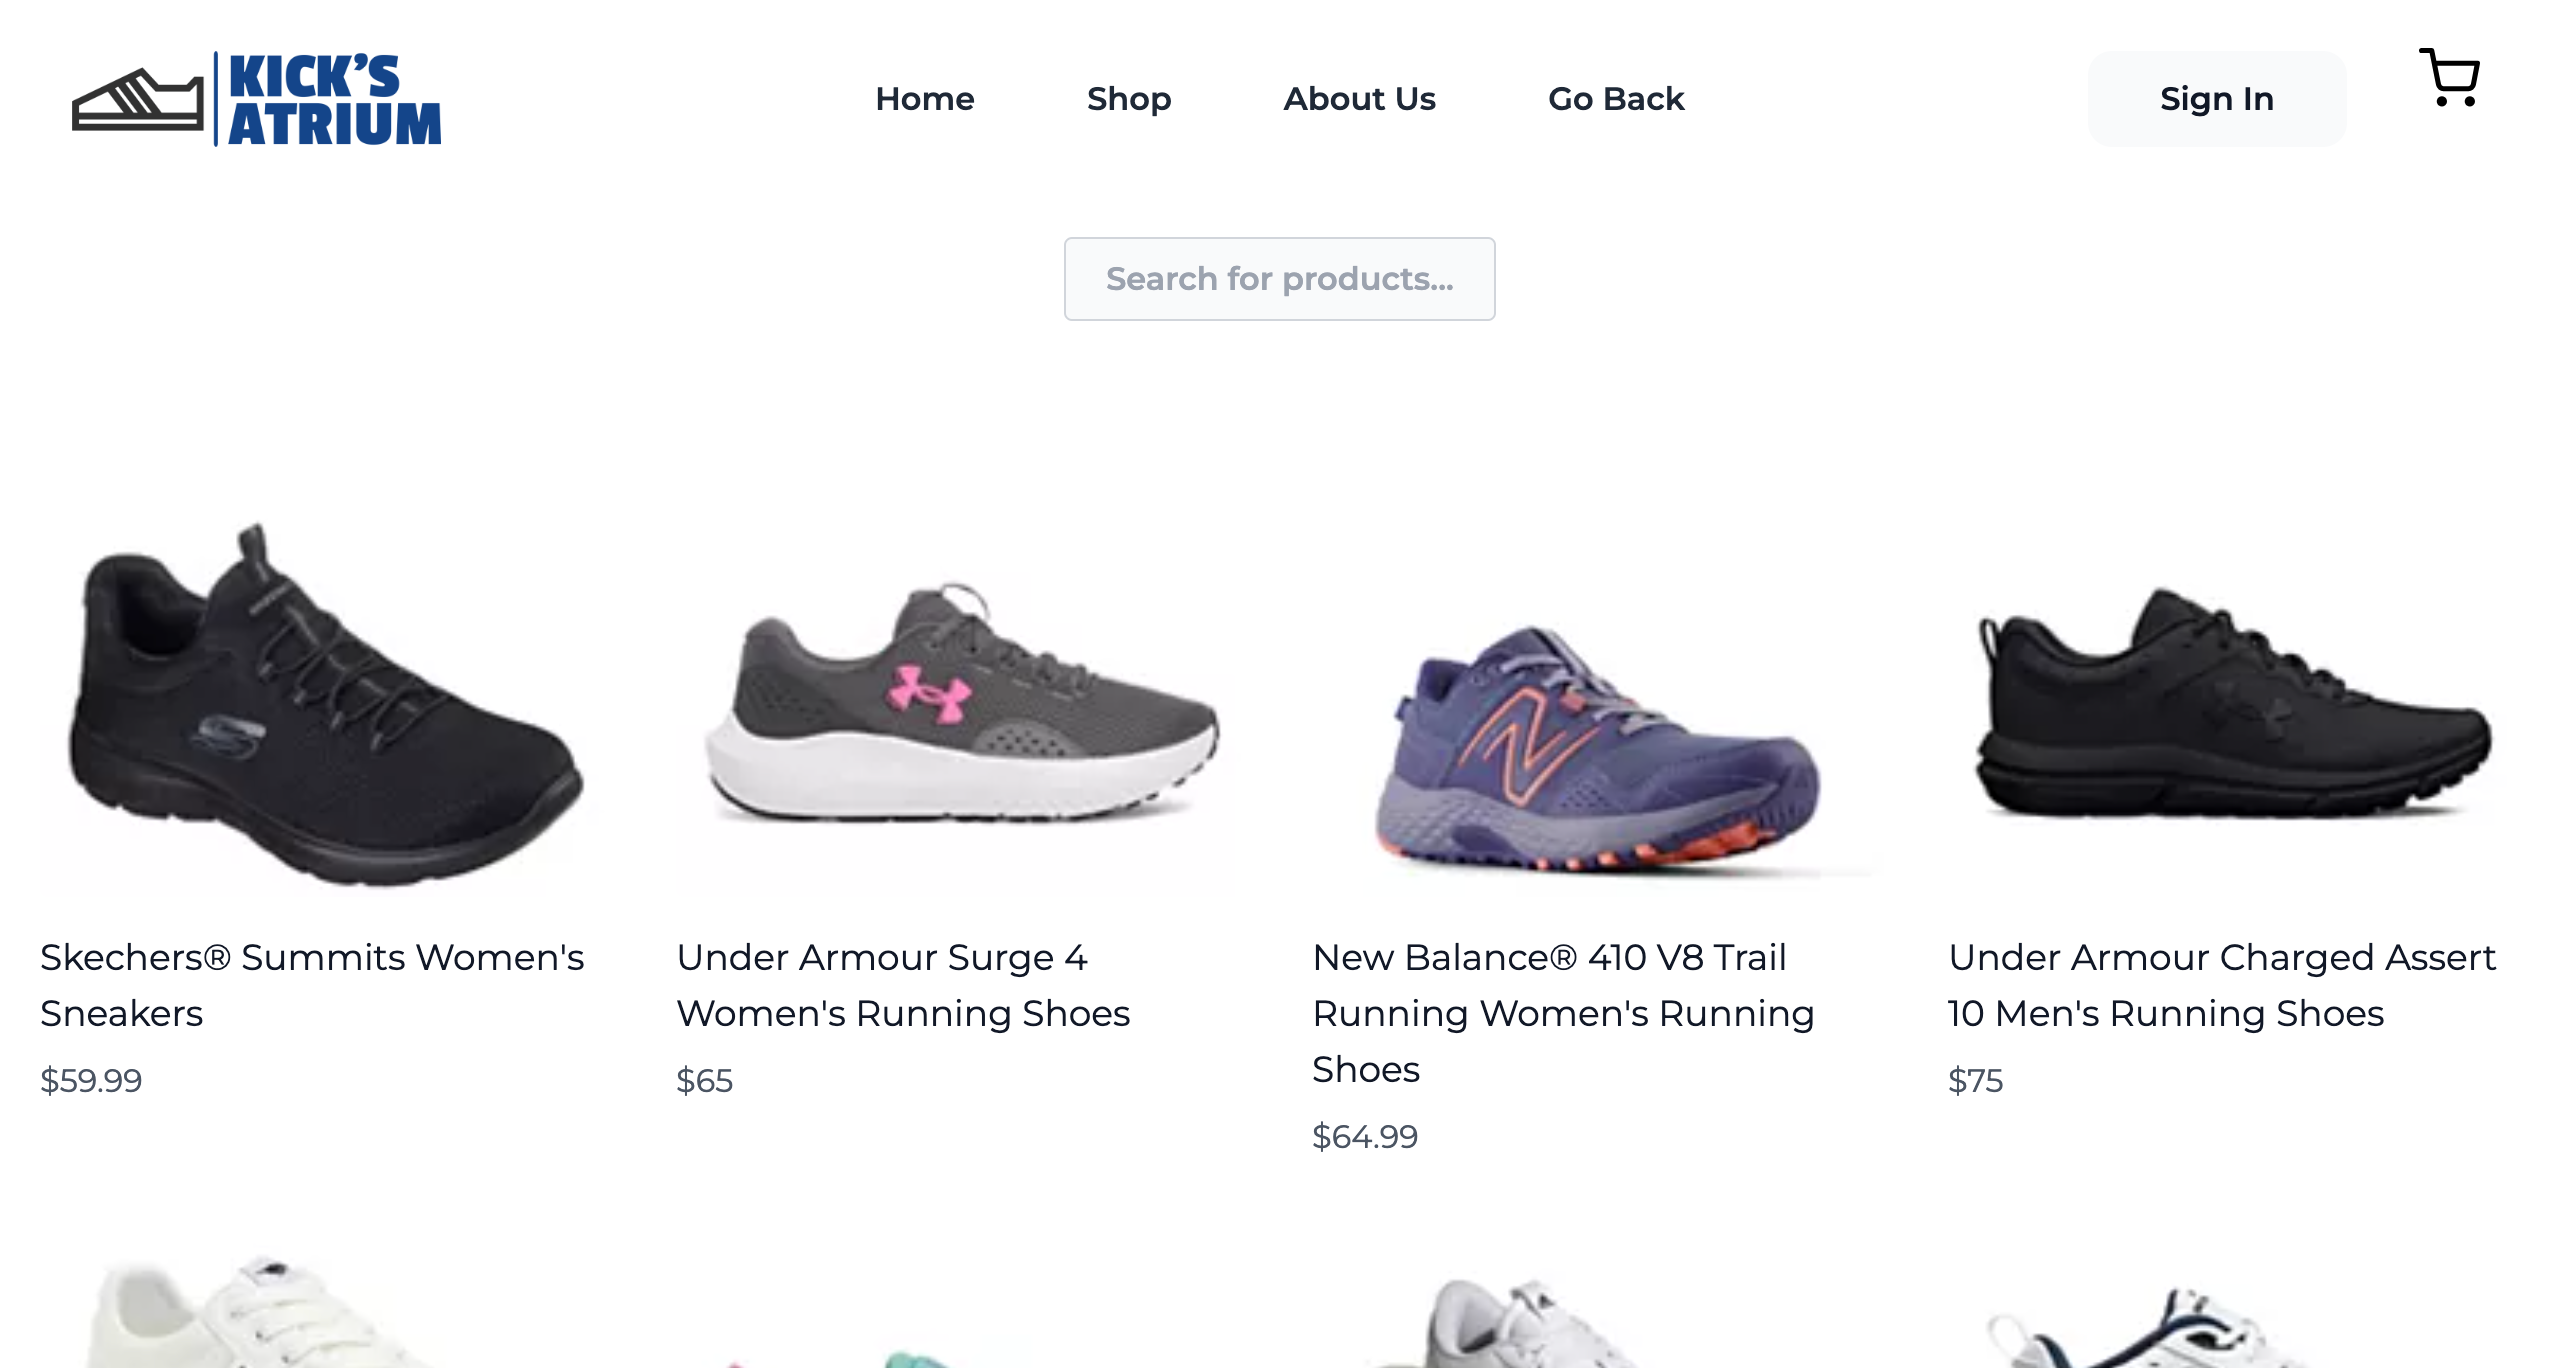 KICK'S
ATRIUM
Home
Shop
About Us
Go Back
Sign In
Search for products...
Skechers® Summits Women's
Sneakers
$59.99
Under Armour Surge 4
Women's Running Shoes
$65
New Balance® 410 V8 Trail
Running Women's Running
Shoes
$64.99
Under Armour Charged Assert
10 Men's Running Shoes
$75